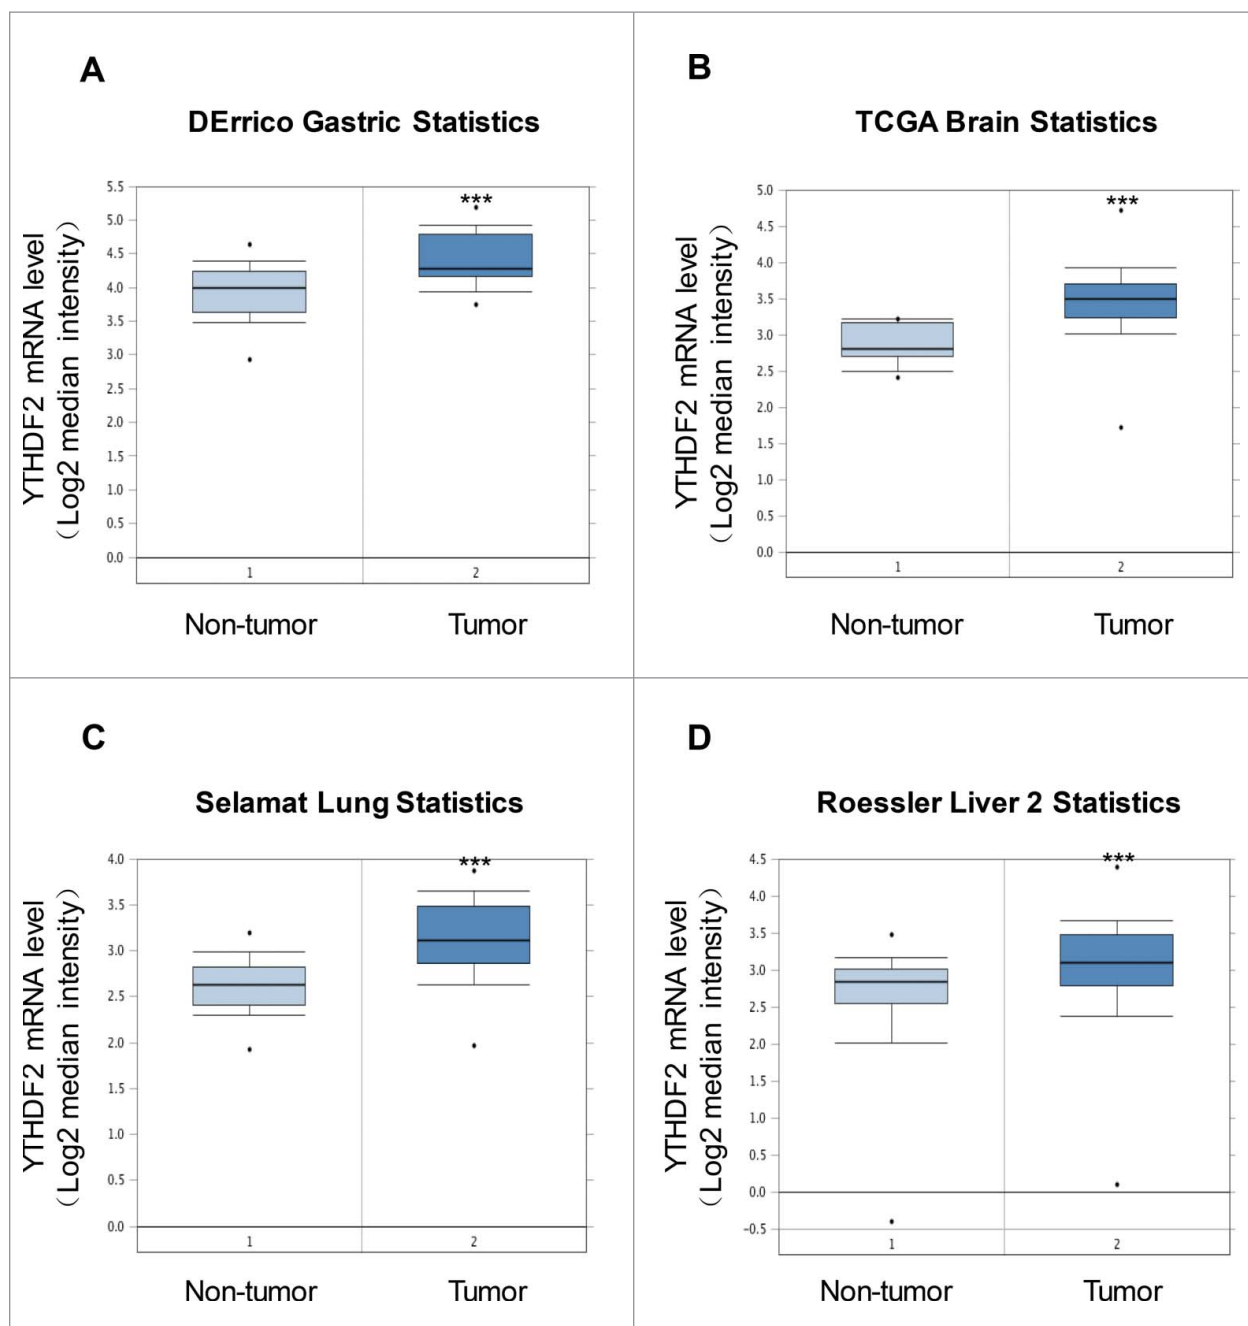 A
DErrico Gastric Statistics
YTHDF2 mRNA level
（Log2 median intensity）
5.5
5.0
4.5
4.0
3.5
3.0
2.5
2.0
1.5
1.0
0.5
0.0
***
1
2
Non-tumor
Tumor
B
TCGA Brain Statistics
YTHDF2 mRNA level
（Log2 median intensity）
5.0
4.5
4.0
3.5
3.0
2.5
2.0
1.5
1.0
0.5
0.0
***
1
2
Non-tumor
Tumor
C
Selamat Lung Statistics
YTHDF2 mRNA level
（Log2 median intensity）
4.0
3.5
3.0
2.5
2.0
1.5
1.0
0.5
0.0
***
1
2
Non-tumor
Tumor
D
Roessler Liver 2 Statistics
YTHDF2 mRNA level
（Log2 median intensity）
4.5
4.0
3.5
3.0
2.5
2.0
1.5
1.0
0.5
0.0
−0.5
***
1
2
Non-tumor
Tumor